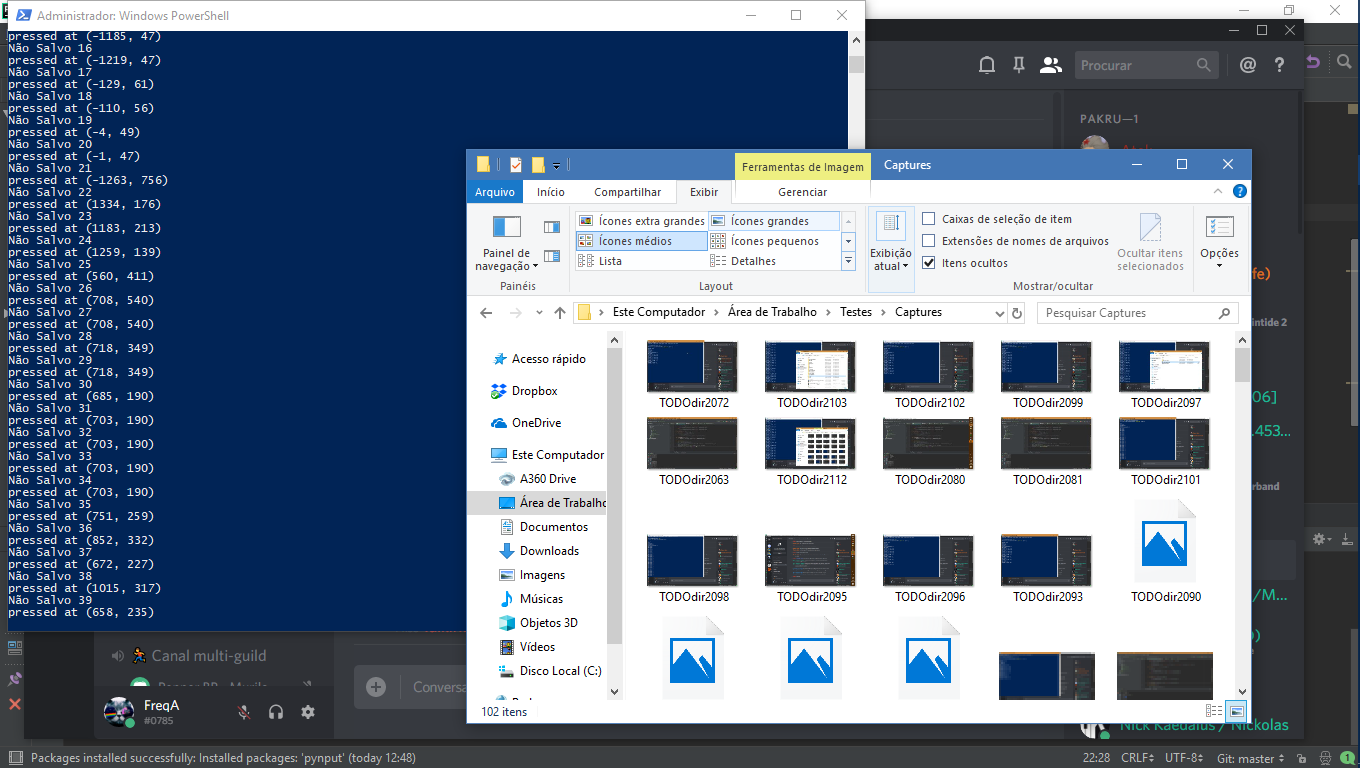 Administrador: Windows PowerShell
pressed at (-1185, 47)
Não Salvo 16
pressed at (-1219, 47)
Não Salvo 17
pressed at (-129, 61)
Não Salvo 18
pressed at (-110, 56)
Não Salvo 19
pressed at (-4, 49)
Não Salvo 20
pressed at (-1, 47)
Não Salvo 21
pressed at (-1263, 756)
Não Salvo 22
pressed at (1334, 176)
Não Salvo 23
pressed at (1183, 213)
Não Salvo 24
pressed at (1259, 139)
Não Salvo 25
pressed at (560, 411)
Não Salvo 26
pressed at (708, 540)
Não Salvo 27
pressed at (708, 540)
Não Salvo 28
pressed at (718, 349)
Não Salvo 29
pressed at (718, 349)
Não Salvo 30
pressed at (685, 190)
Não Salvo 31
pressed at (703, 190)
Não Salvo 32
pressed at (703, 190)
Não Salvo 33
pressed at (703, 190)
Não Salvo 34
pressed at (703, 190)
Não Salvo 35
pressed at (751, 259)
Não Salvo 36
pressed at (852, 332)
Não Salvo 37
pressed at (672, 227)
Não Salvo 38
pressed at (1015, 317)
Não Salvo 39
pressed at (658, 235)
Procurar
@ ?
PAKRU—1
Ferramentas de Imagem Captures
Arquivo Início Compartilhar Exibir Gerenciar
Painel de navegação
Painéis
Ícones extra grandes Ícones grandes
Ícones médios Ícones pequenos
Lista Detalhes
Layout
Exibição atual
Caixas de seleção de item
Extensões de nomes de arquivos
Itens ocultos
Ocultar itens selecionados
Mostrar/ocultar
Opções
Este Computador Área de Trabalho Testes Captures
Pesquisar Captures
Acesso rápido
Dropbox
OneDrive
Este Computador
A360 Drive
Área de Trabalho
Documentos
Downloads
Imagens
Músicas
Objetos 3D
Vídeos
Disco Local (C:)
TODOdir2072 TODOdir2103 TODOdir2102 TODOdir2099 TODOdir2097
TODOdir2063 TODOdir2112 TODOdir2080 TODOdir2081 TODOdir2101
TODOdir2098 TODOdir2095 TODOdir2096 TODOdir2093 TODOdir2090
102 itens
fe)
intide 2
06]
.453...
rband
/M...
)
Nick Kaedalus / Nickolas
Canal multi-guild
FreqA
#0785
Conversa
Packages installed successfully: Installed packages: 'pynput' (today 12:48)
22:28 CRLF UTF-8 Git: master 1